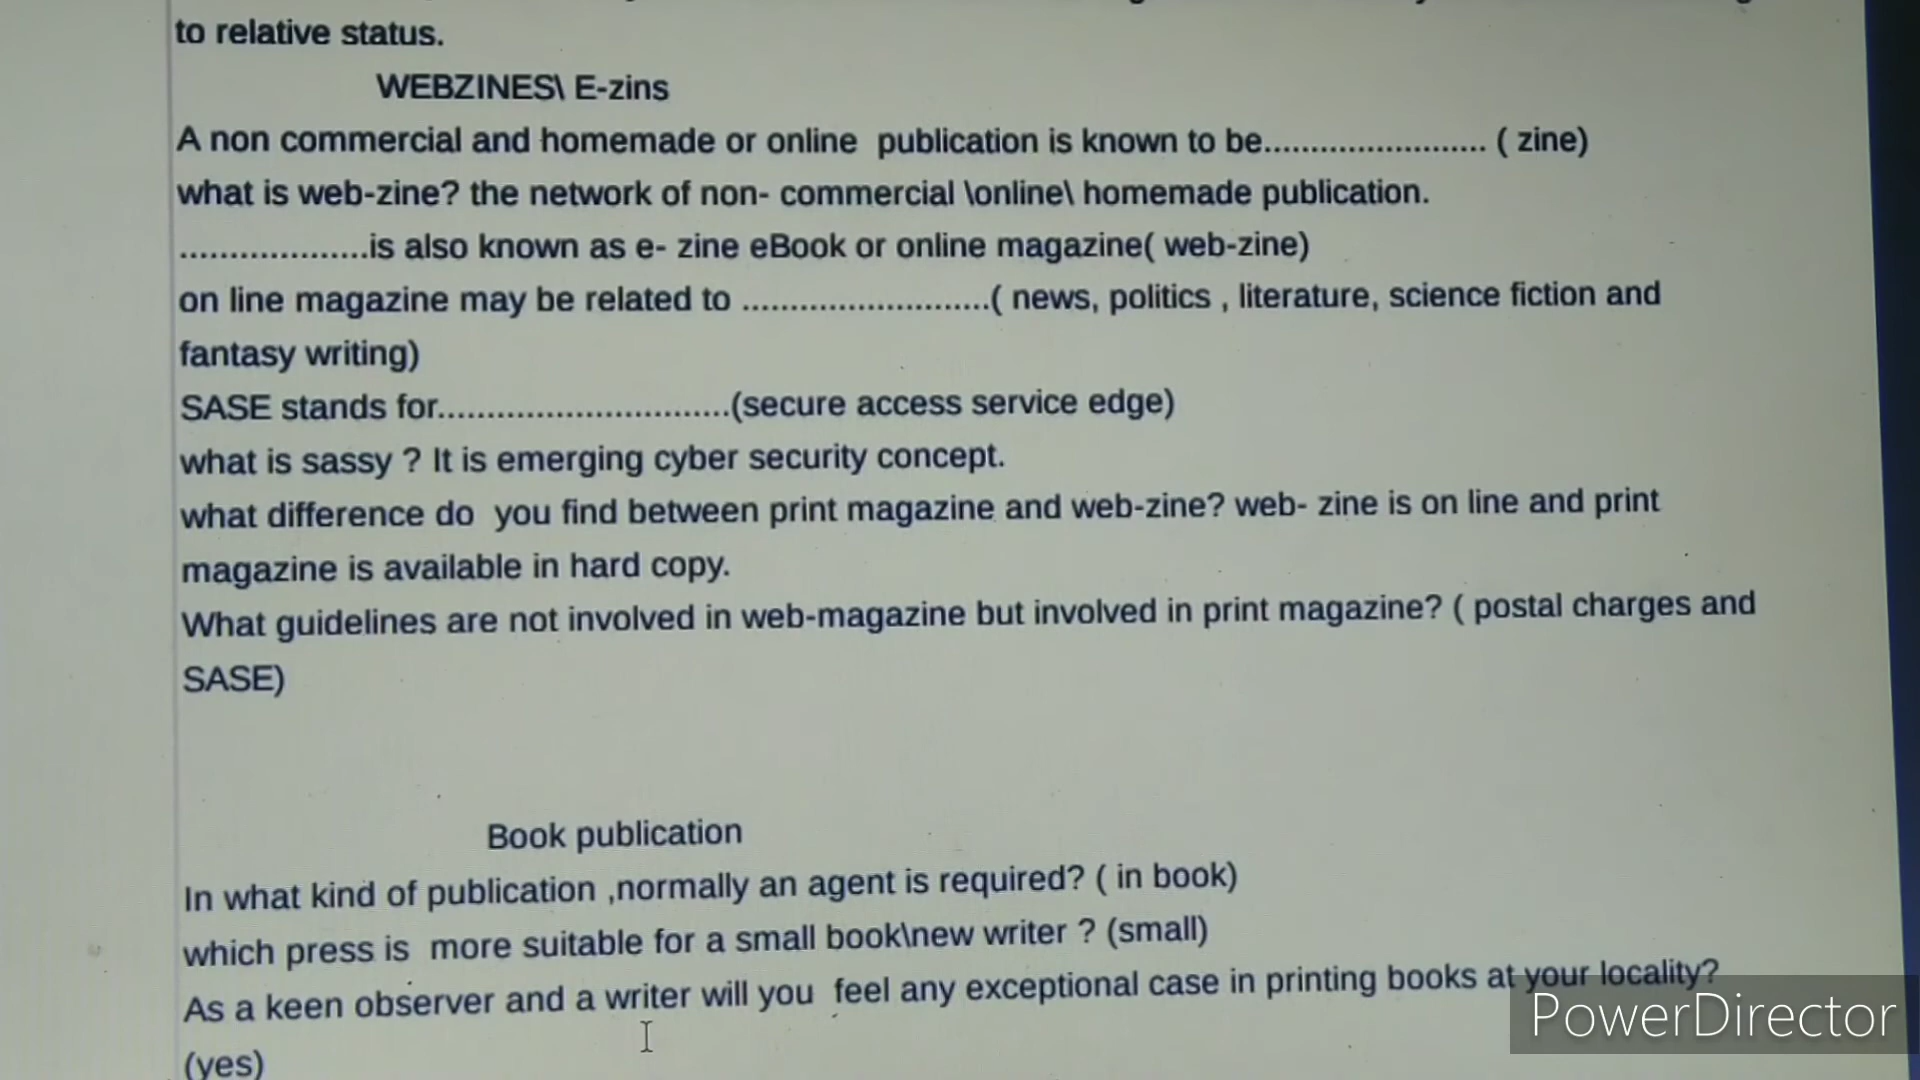 to relative status.
WEBZINES\ E-zins
A non commercial and homemade or online publication is known to be........................ ( zine)
what is web-zine? the network of non- commercial \online\ homemade publication.
....................is also known as e- zine eBook or online magazine( web-zine)
on line magazine may be related to ..........................( news, politics , literature, science fiction and
fantasy writing)
SASE stands for..............................(secure access service edge)
what is sassy ? It is emerging cyber security concept.
what difference do you find between print magazine and web-zine? web- zine is on line and print
magazine is available in hard copy.
What guidelines are not involved in web-magazine but involved in print magazine? ( postal charges and
SASE)
Book publication
In what kind of publication ,normally an agent is required? ( in book)
which press is more suitable for a small book\new writer ? (small)
As a keen observer and a writer will you feel any exceptional case in printing books at your locality?
(yes)
PowerDirector